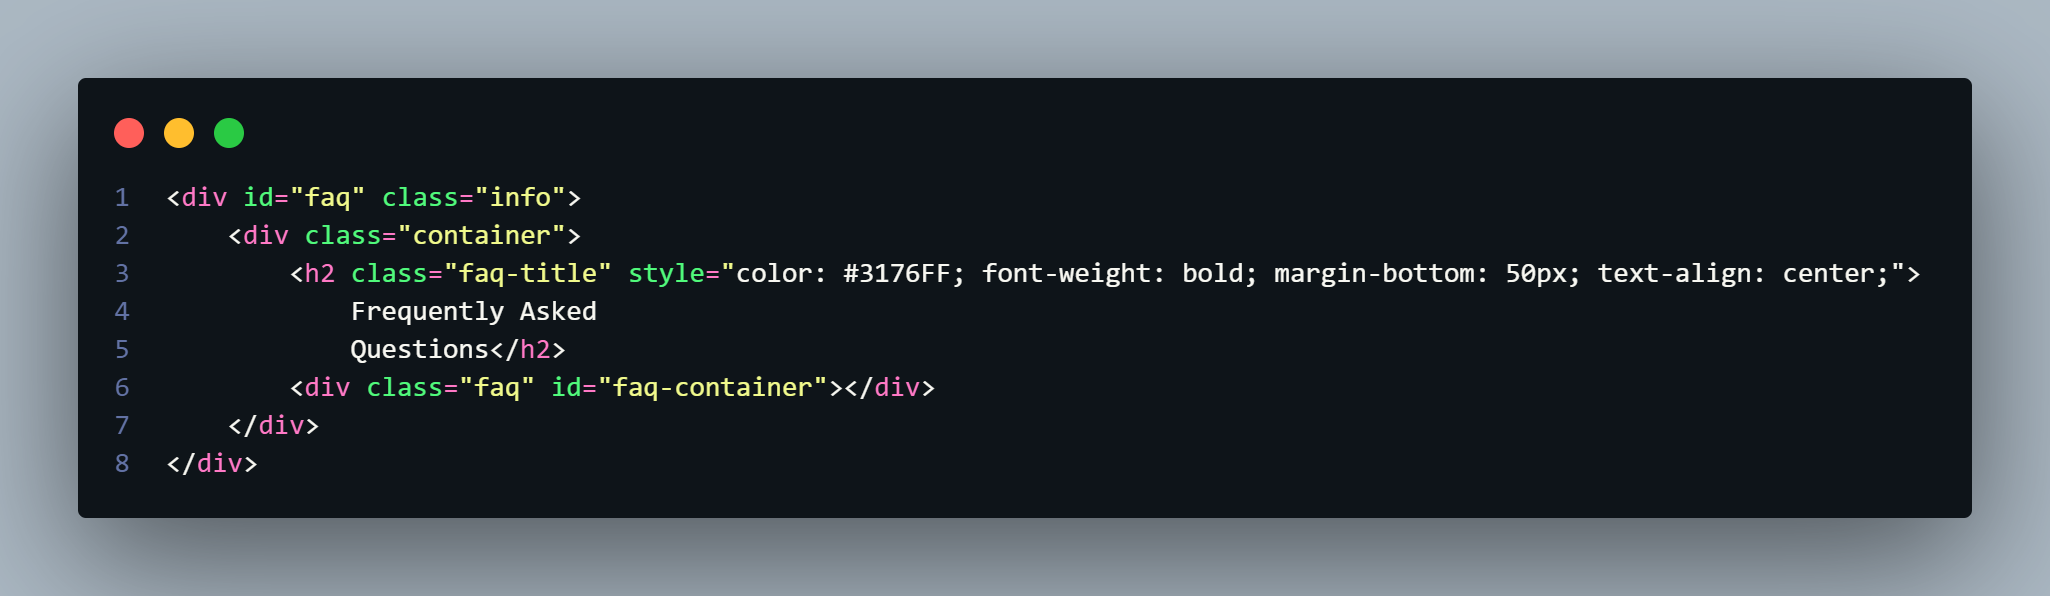 1 <div id="faq" class="info">
2     <div class="container">
3         <h2 class="faq-title" style="color: #3176FF; font-weight: bold; margin-bottom: 50px; text-align: center;">
4             Frequently Asked
5             Questions</h2>
6         <div class="faq" id="faq-container"></div>
7     </div>
8 </div>